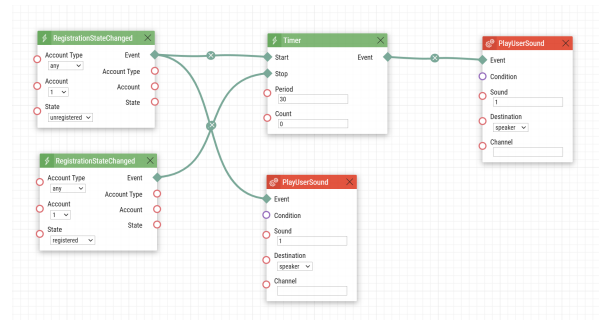 RegistrationStateChanged
Account Type
Event
any
Account Type
Account
1
Account
State
State
unregistered
Timer
Start
Event
Stop
Period
30
Count
0
PlayUserSound
Event
Condition
Sound
1
Destination
speaker
Channel
RegistrationStateChanged
Account Type
Event
any
Account Type
Account
1
Account
State
State
registered
PlayUserSound
Event
Condition
Sound
1
Destination
speaker
Channel